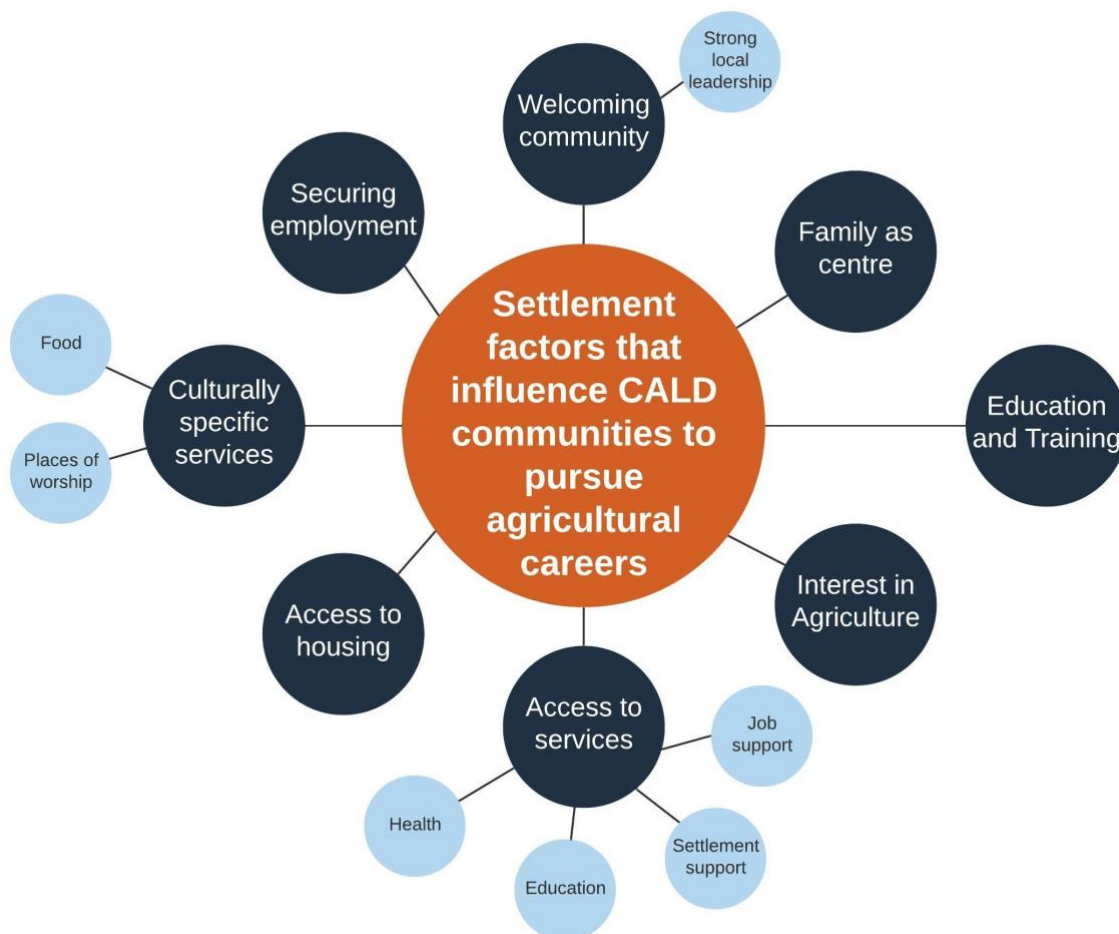 Strong
local
leadership
Welcoming
community
Securing
employment
Family as
centre
Settlement
factors that
influence CALD
communities to
pursue
agricultural
careers
Food
Culturally
specific
services
Places of
worship
Education
and Training
Access to
housing
Interest in
Agriculture
Access to
services
Job
support
Health
Settlement
support
Education